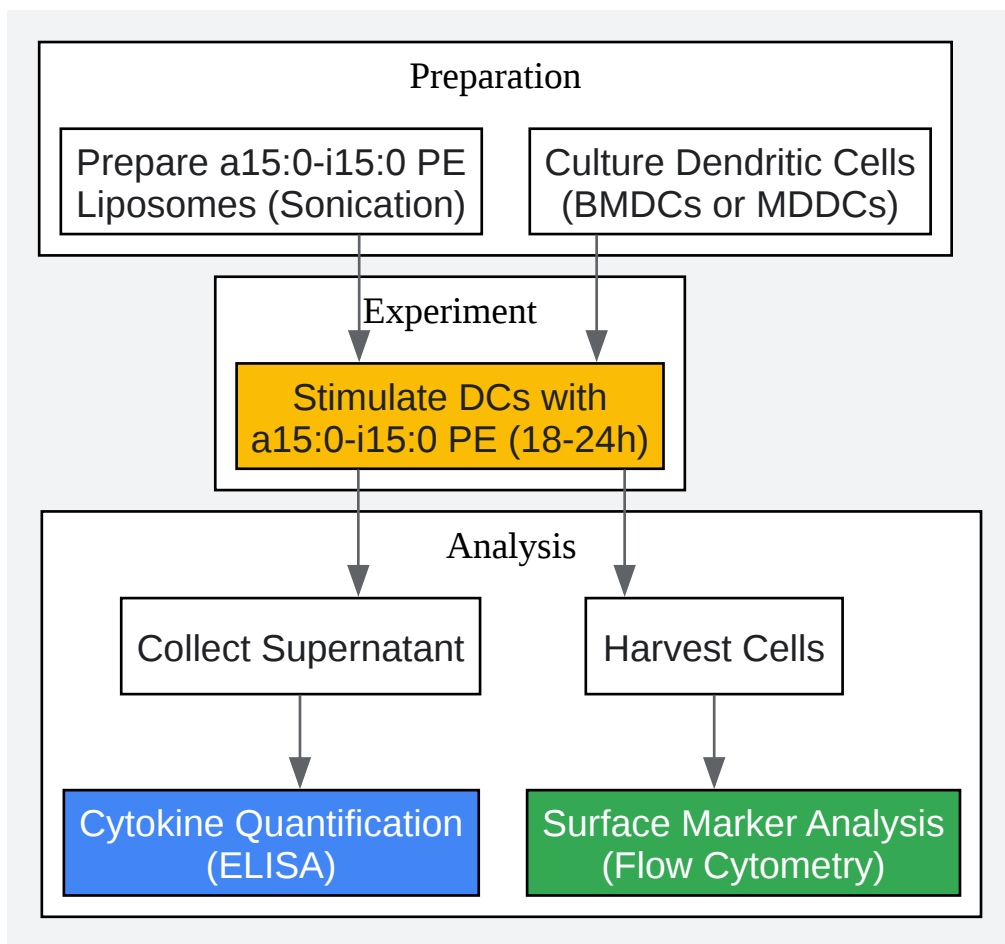 Preparation
Prepare a15:0-i15:0 PE
Liposomes (Sonication)
Culture Dendritic Cells
(BMDCs or MDDCs)
Experiment
Stimulate DCs with
a15:0-i15:0 PE (18-24h)
Analysis
Collect Supernatant
Harvest Cells
Cytokine Quantification
(ELISA)
Surface Marker Analysis
(Flow Cytometry)